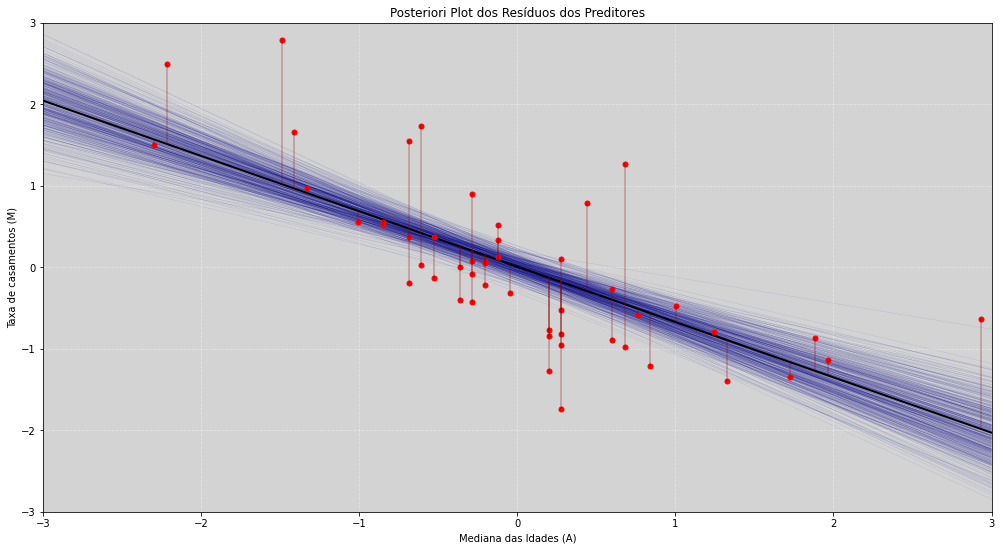 Posteriori Plot dos Resíduos dos Preditores
Taxa de casamentos (M)
3
2
1
0
−1
−2
−3
−3 −2 −1 0 1 2 3
Mediana das Idades (A)